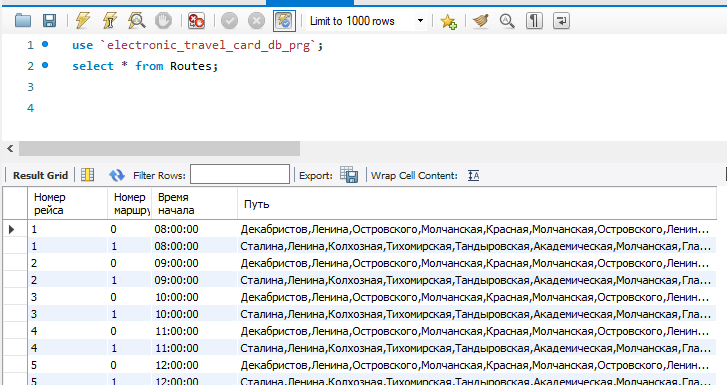 Limit to 1000 rows
1 use `electronic_travel_card_db_prg`;
2 select * from Routes;
3
4
Result Grid Filter Rows: Export: Wrap Cell Content:
Номер рейса Номер маршру Время начала Путь
1 0 08:00:00 Декабристов,Ленина,Островского,Молчанская,Красная,Молчанская,Островского,Ленин...
1 1 08:00:00 Сталина,Ленина,Колхозная,Тихомирская,Тандыровская,Академическая,Молчанская,Гла...
2 0 09:00:00 Декабристов,Ленина,Островского,Молчанская,Красная,Молчанская,Островского,Ленин...
2 1 09:00:00 Сталина,Ленина,Колхозная,Тихомирская,Тандыровская,Академическая,Молчанская,Гла...
3 0 10:00:00 Декабристов,Ленина,Островского,Молчанская,Красная,Молчанская,Островского,Ленин...
3 1 10:00:00 Сталина,Ленина,Колхозная,Тихомирская,Тандыровская,Академическая,Молчанская,Гла...
4 0 11:00:00 Декабристов,Ленина,Островского,Молчанская,Красная,Молчанская,Островского,Ленин...
4 1 11:00:00 Сталина,Ленина,Колхозная,Тихомирская,Тандыровская,Академическая,Молчанская,Гла...
5 0 12:00:00 Декабристов,Ленина,Островского,Молчанская,Красная,Молчанская,Островского,Ленин...
5 1 12:00:00 Сталина,Ленина,Колхозная,Тихомирская,Тандыровская,Академическая,Молчанская,Гла...